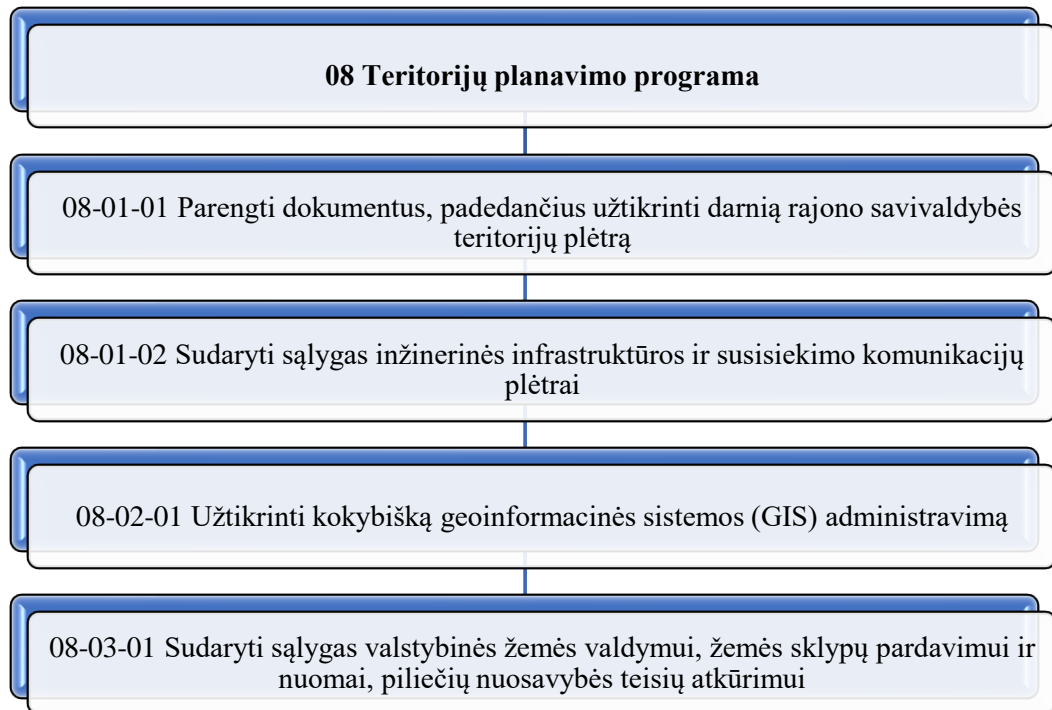 08 Teritorijų planavimo programa
08-01-01 Parengti dokumentus, padedančius užtikrinti darnią rajono savivaldybės
teritorijų plėtrą
08-01-02 Sudaryti sąlygas inžinerinės infrastruktūros ir susisiekimo komunikacijų
plėtrai
08-02-01 Užtikrinti kokybišką geoinformacinės sistemos (GIS) administravimą
08-03-01 Sudaryti sąlygas valstybinės žemės valdymui, žemės sklypų pardavimui ir
nuomai, piliečių nuosavybės teisių atkūrimui